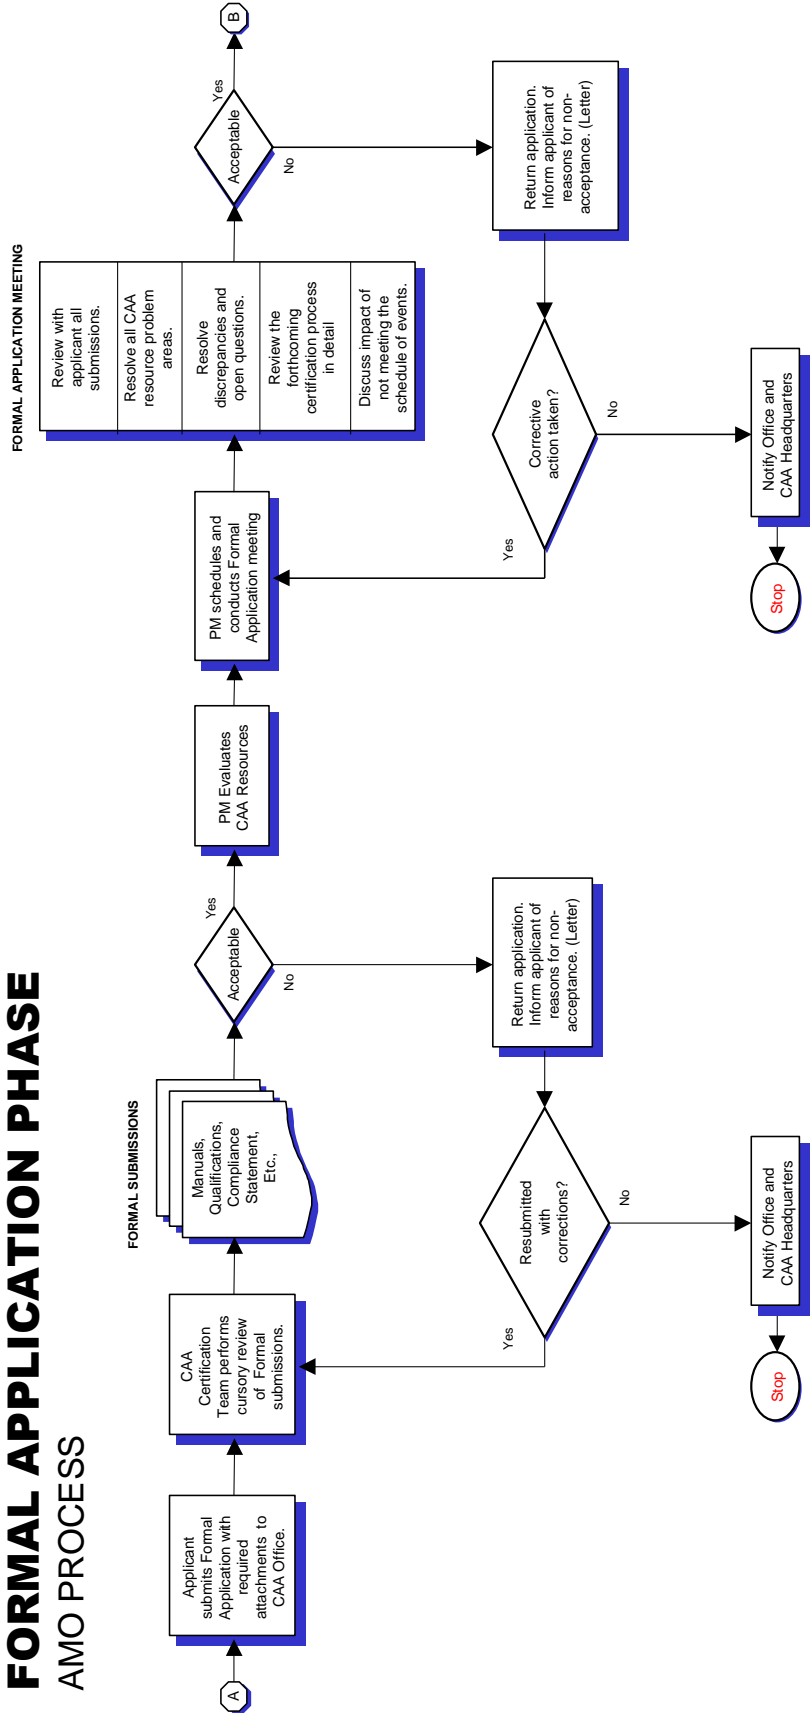 FORMAL APPLICATION PHASE
AMO PROCESS
A
Applicant
submits Formal
Application with
required
attachments to
CAA Office.
CAA
Certification
Team performs
cursory review
of Formal
submissions.
FORMAL SUBMISSIONS
Manuals,
Qualifications,
Compliance
Statement,
Etc.,
Acceptable
Yes
No
PM Evaluates
CAA Resources
PM schedules and
conducts Formal
Application meeting
FORMAL APPLICATION MEETING
Review with
applicant all
submissions.
Resolve all CAA
resource problem
areas.
Resolve
discrepancies and
open questions.
Review the
forthcoming
certification process
in detail
Discuss impact of
not meeting the
schedule of events.
Acceptable
Yes
No
B
Return application.
Inform applicant of
reasons for non-
acceptance. (Letter)
Resubmitted
with
corrections?
Yes
No
Notify Office and
CAA Headquarters
Stop
Return application.
Inform applicant of
reasons for non-
acceptance. (Letter)
Corrective
action taken?
Yes
No
Notify Office and
CAA Headquarters
Stop